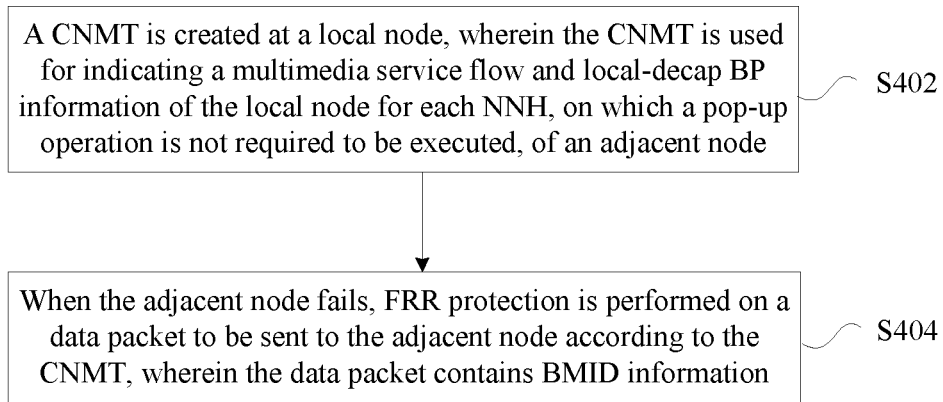 A CNMT is created at a local node, wherein the CNMT is used
for indicating a multimedia service flow and local-decap BP
information of the local node for each NNH, on which a pop-up
operation is not required to be executed, of an adjacent node
S402
When the adjacent node fails, FRR protection is performed on a
data packet to be sent to the adjacent node according to the
CNMT, wherein the data packet contains BMID information
S404